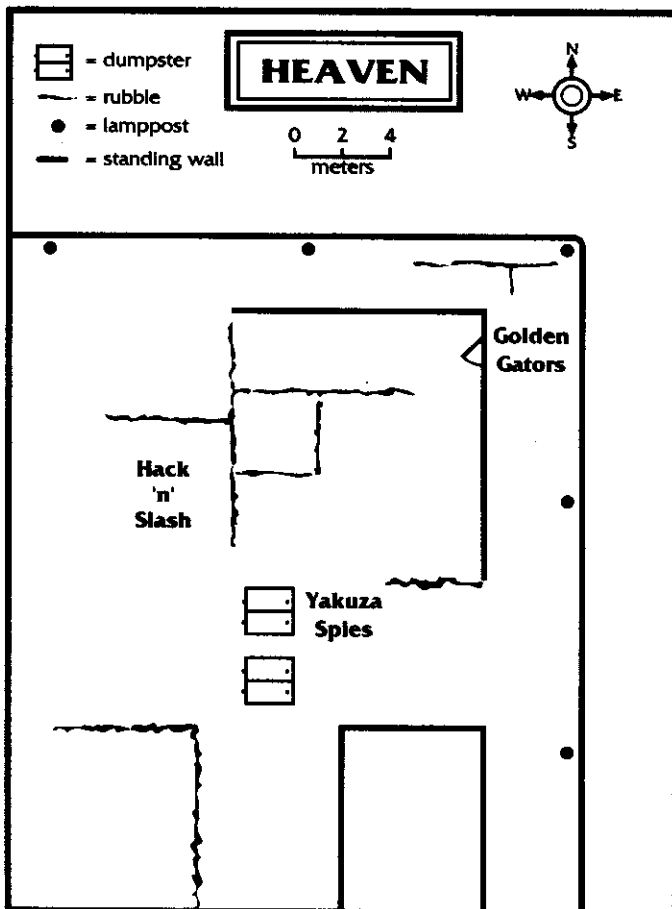 = dumpster
= rubble
= lamppost
= standing wall
HEAVEN
0 2 4
meters
N
W E
S
Golden
Gators
Hack
'n'
Slash
Yakuza
Spies